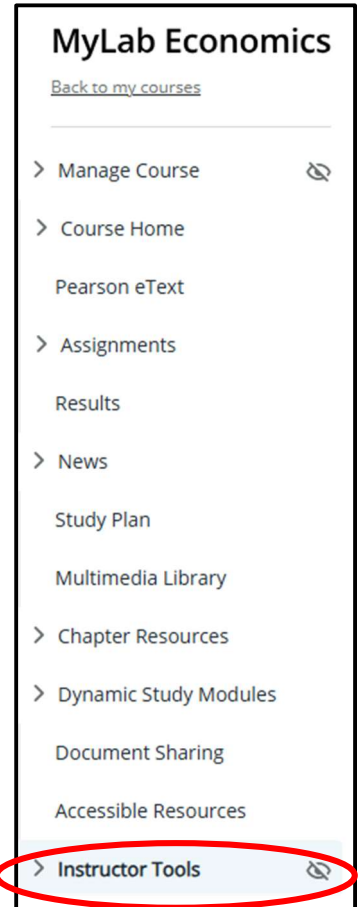 MyLab Economics
Back to my courses
Manage Course
Course Home
Pearson eText
Assignments
Results
News
Study Plan
Multimedia Library
Chapter Resources
Dynamic Study Modules
Document Sharing
Accessible Resources
Instructor Tools